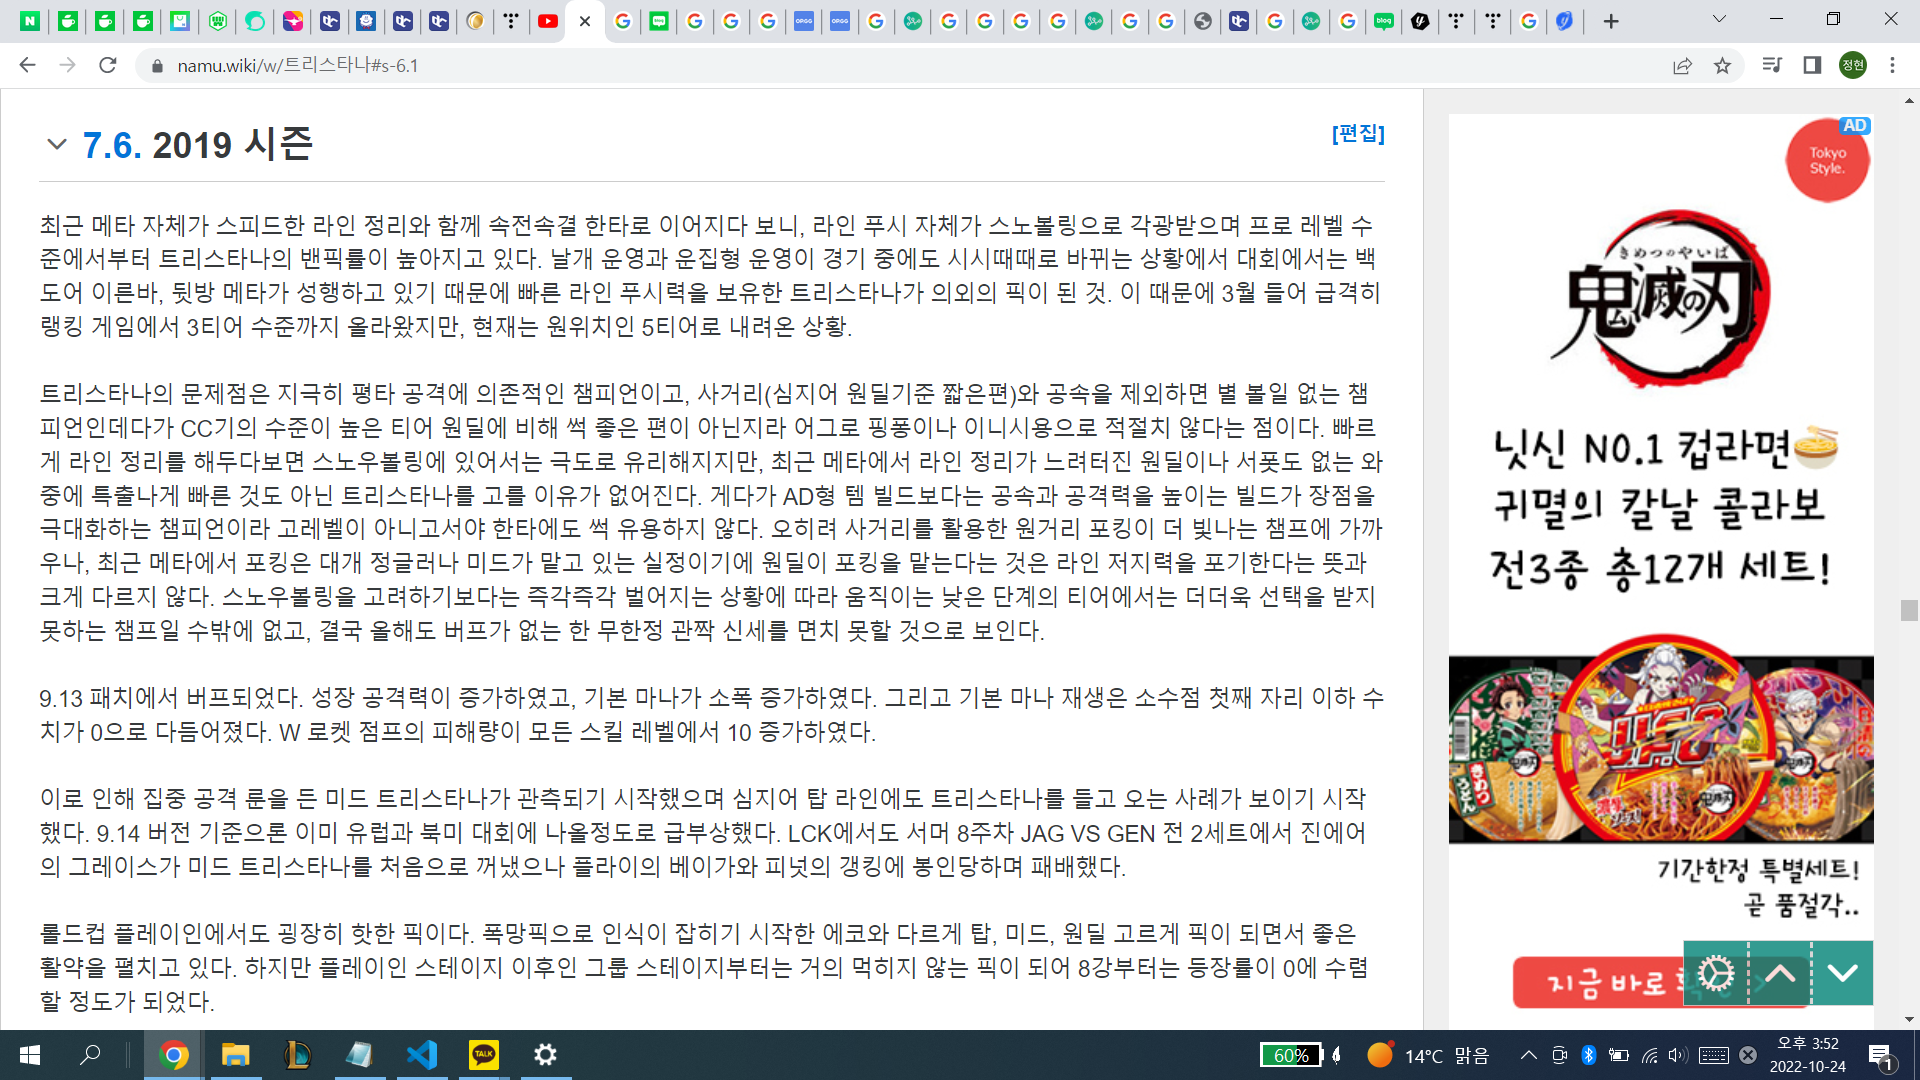 namu.wiki/w/트리스타나#s-6.1
정현
7.6. 2019 시즌
[편집]
최근 메타 자체가 스피드한 라인 정리와 함께 속전속결 한타로 이어지다 보니, 라인 푸시 자체가 스노볼링으로 각광받으며 프로 레벨 수
준에서부터 트리스타나의 밴픽률이 높아지고 있다. 날개 운영과 운집형 운영이 경기 중에도 시시때때로 바뀌는 상황에서 대회에서는 백
도어 이른바, 뒷방 메타가 성행하고 있기 때문에 빠른 라인 푸시력을 보유한 트리스타나가 의외의 픽이 된 것. 이 때문에 3월 들어 급격히
랭킹 게임에서 3티어 수준까지 올라왔지만, 현재는 원위치인 5티어로 내려온 상황.
트리스타나의 문제점은 지극히 평타 공격에 의존적인 챔피언이고, 사거리(심지어 원딜기준 짧은편)와 공속을 제외하면 별 볼일 없는 챔
피언인데다가 CC기의 수준이 높은 티어 원딜에 비해 썩 좋은 편이 아닌지라 어그로 핑퐁이나 이니시용으로 적절치 않다는 점이다. 빠르
게 라인 정리를 해두다보면 스노우볼링에 있어서는 극도로 유리해지지만, 최근 메타에서 라인 정리가 느려터진 원딜이나 서폿도 없는 와
중에 특출나게 빠른 것도 아닌 트리스타나를 고를 이유가 없어진다. 게다가 AD형 템 빌드보다는 공속과 공격력을 높이는 빌드가 장점을
극대화하는 챔피언이라 고레벨이 아니고서야 한타에도 썩 유용하지 않다. 오히려 사거리를 활용한 원거리 포킹이 더 빛나는 챔프에 가까
우나, 최근 메타에서 포킹은 대개 정글러나 미드가 맡고 있는 실정이기에 원딜이 포킹을 맡는다는 것은 라인 저지력을 포기한다는 뜻과
크게 다르지 않다. 스노우볼링을 고려하기보다는 즉각즉각 벌어지는 상황에 따라 움직이는 낮은 단계의 티어에서는 더더욱 선택을 받지
못하는 챔프일 수밖에 없고, 결국 올해도 버프가 없는 한 무한정 관짝 신세를 면치 못할 것으로 보인다.
9.13 패치에서 버프되었다. 성장 공격력이 증가하였고, 기본 마나가 소폭 증가하였다. 그리고 기본 마나 재생은 소수점 첫째 자리 이하 수
치가 0으로 다듬어졌다. W 로켓 점프의 피해량이 모든 스킬 레벨에서 10 증가하였다.
이로 인해 집중 공격 룬을 든 미드 트리스타나가 관측되기 시작했으며 심지어 탑 라인에도 트리스타나를 들고 오는 사례가 보이기 시작
했다. 9.14 버전 기준으론 이미 유럽과 북미 대회에 나올정도로 급부상했다. LCK에서도 서머 8주차 JAG VS GEN 전 2세트에서 진에어
의 그레이스가 미드 트리스타나를 처음으로 꺼냈으나 플라이의 베이가와 피넛의 갱킹에 봉인당하며 패배했다.
롤드컵 플레이인에서도 굉장히 핫한 픽이다. 폭망픽으로 인식이 잡히기 시작한 에코와 다르게 탑, 미드, 원딜 고르게 픽이 되면서 좋은
활약을 펼치고 있다. 하지만 플레이인 스테이지 이후인 그룹 스테이지부터는 거의 먹히지 않는 픽이 되어 8강부터는 등장률이 0에 수렴
할 정도가 되었다.
AD
Tokyo
Style.
きめつのやいば
鬼滅の刃
닛신 NO.1 컵라면
귀멸의 칼날 콜라보
전3종 총12개 세트!
UFO
기간한정 특별세트!
곧 품절각..
지금 바로
60%
14°C 맑음
오후 3:52
2022-10-24
1
TALK